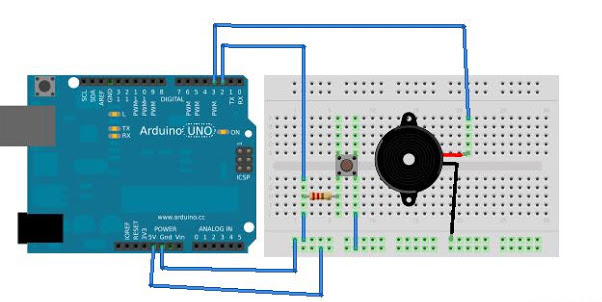 SCL
SDA
AREF
GND
13
12
PWM 11
PWM 10
PWM 9
8
DIGITAL
7
PWM 6
PWM 5
4
PWM 3
2
TX 1
RX 0
L
TX
RX
Arduino UNO
ON
ICSP
www.arduino.cc
IOREF
RESET
3V3
5V
Gnd
Vin
POWER
ANALOG IN
0 1 2 3 4 5